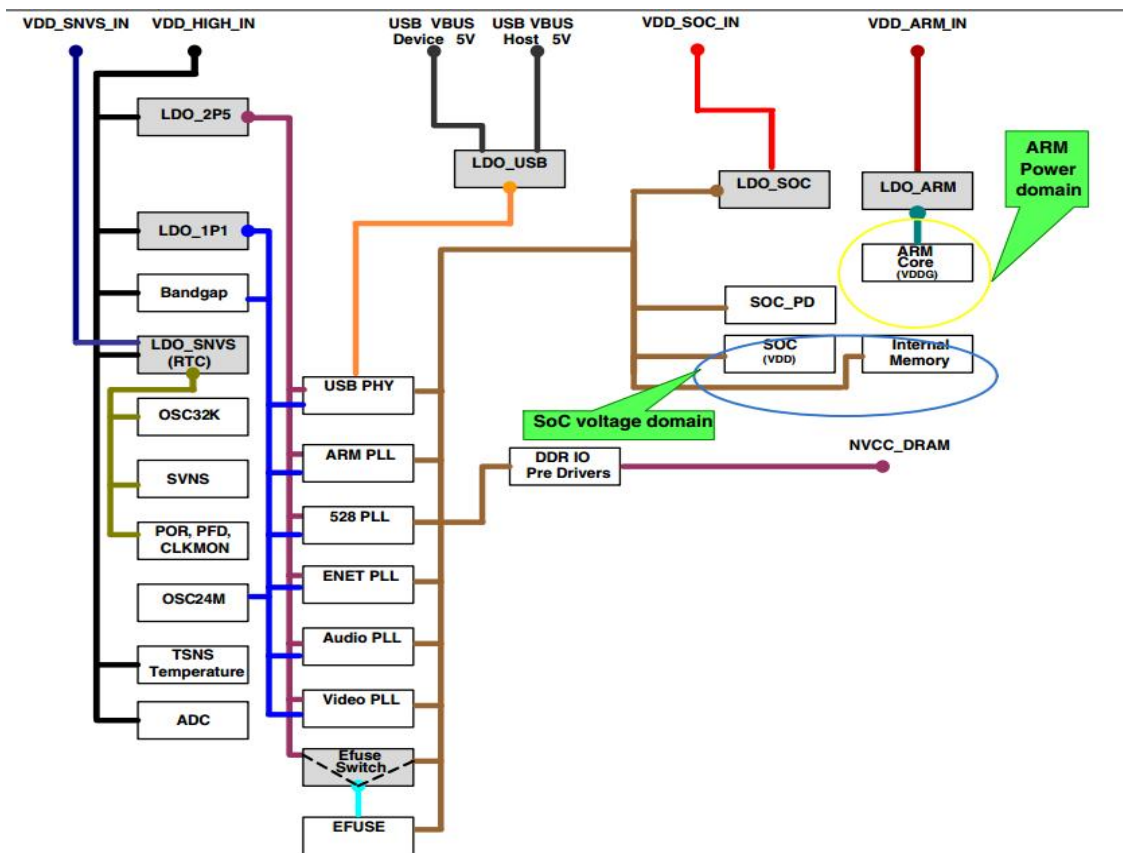 VDD_SNVS_IN
VDD_HIGH_IN
USB VBUS
Device 5V
USB VBUS
Host 5V
VDD_SOC_IN
VDD_ARM_IN
LDO_2P5
LDO_USB
ARM
Power
domain
LDO_SOC
LDO_ARM
LDO_1P1
ARM
Core
(VDDG)
Bandgap
SOC_PD
LDO_SNVS
(RTC)
SOC
(VDD)
Internal
Memory
USB PHY
OSC32K
SoC voltage domain
ARM PLL
DDR IO
Pre Drivers
NVCC_DRAM
SVNS
528 PLL
POR, PFD,
CLKMON
ENET PLL
OSC24M
Audio PLL
TSNS
Temperature
Video PLL
ADC
Efuse
Switch
EFUSE